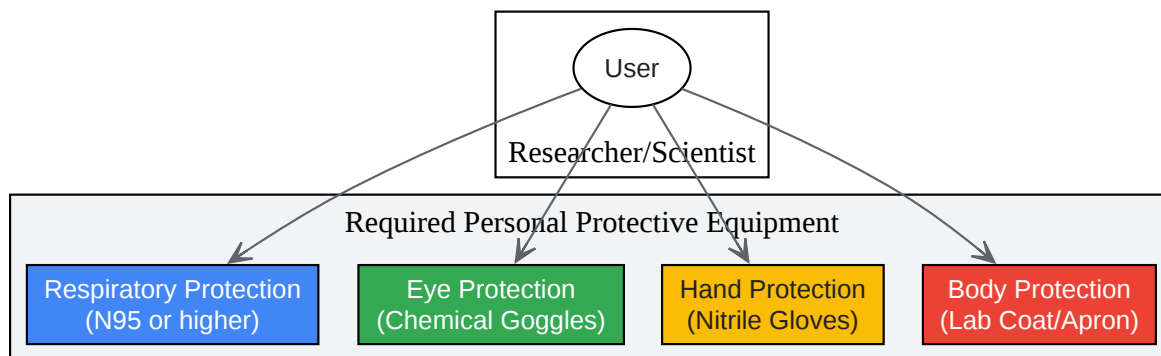 User
Researcher/Scientist
Required Personal Protective Equipment
Respiratory Protection
(N95 or higher)
Eye Protection
(Chemical Goggles)
Hand Protection
(Nitrile Gloves)
Body Protection
(Lab Coat/Apron)